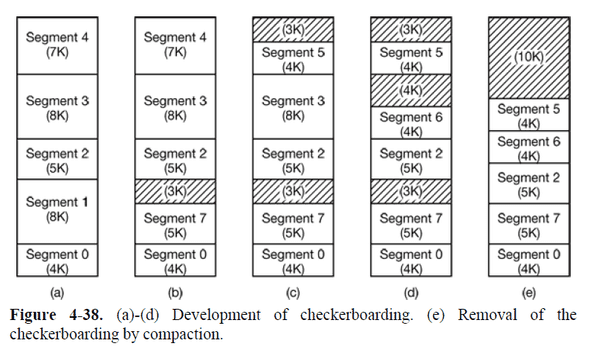 Segment 4
(7K)
Segment 3
(8K)
Segment 2
(5K)
Segment 1
(8K)
Segment 0
(4K)
(a)
Segment 4
(7K)
Segment 3
(8K)
Segment 2
(5K)
(3K)
Segment 7
(5K)
Segment 0
(4K)
(b)
(3K)
Segment 5
(4K)
Segment 3
(8K)
Segment 2
(5K)
(3K)
Segment 7
(5K)
Segment 0
(4K)
(c)
(3K)
Segment 5
(4K)
(4K)
Segment 6
(4K)
Segment 2
(5K)
(3K)
Segment 7
(5K)
Segment 0
(4K)
(d)
(10K)
Segment 5
(4K)
Segment 6
(4K)
Segment 2
(5K)
Segment 7
(5K)
Segment 0
(4K)
(e)
Figure 4-38. (a)-(d) Development of checkerboarding. (e) Removal of the
checkerboarding by compaction.